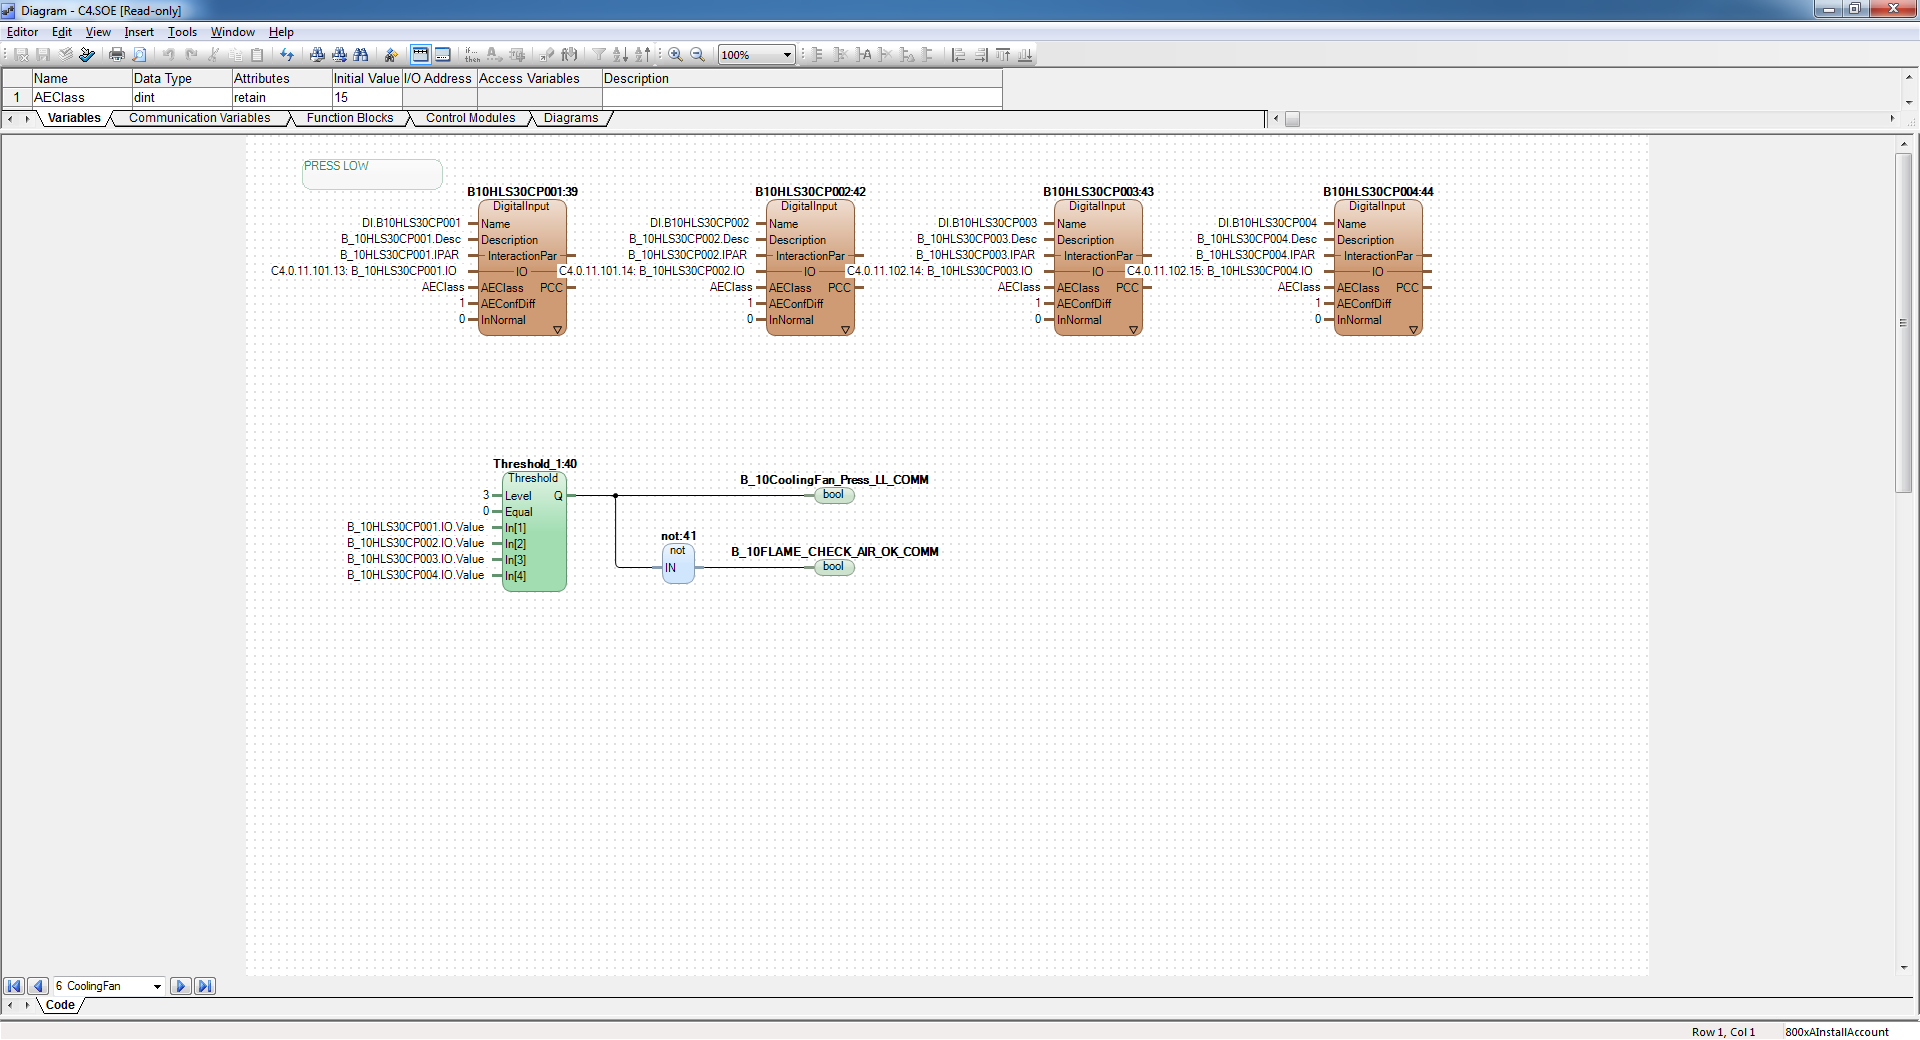 Diagram - C4.SOE [Read-only]
Editor Edit View Insert Tools Window Help
100%
Name Data Type Attributes Initial Value I/O Address Access Variables Description
1 AEClass dint retain 15
Variables Communication Variables Function Blocks Control Modules Diagrams
PRESS LOW
B10HLS30CP001:39 B10HLS30CP002:42 B10HLS30CP003:43 B10HLS30CP004:44
DigitalInput DigitalInput DigitalInput DigitalInput
DI.B10HLS30CP001 Name DI.B10HLS30CP002 Name DI.B10HLS30CP003 Name DI.B10HLS30CP004 Name
B_10HLS30CP001.Desc Description B_10HLS30CP002.Desc Description B_10HLS30CP003.Desc Description B_10HLS30CP004.Desc Description
B_10HLS30CP001.IPAR InteractionPar B_10HLS30CP002.IPAR InteractionPar B_10HLS30CP003.IPAR InteractionPar B_10HLS30CP004.IPAR InteractionPar
C4.0.11.101.13: B_10HLS30CP001.IO IO C4.0.11.101.14: B_10HLS30CP002.IO IO C4.0.11.102.14: B_10HLS30CP003.IO IO C4.0.11.102.15: B_10HLS30CP004.IO IO
AEClass AEClass PCC AEClass AEClass PCC AEClass AEClass PCC AEClass AEClass PCC
1 AEConfDiff 1 AEConfDiff 1 AEConfDiff 1 AEConfDiff
0 InNormal 0 InNormal 0 InNormal 0 InNormal
Threshold_1:40
Threshold
B_10CoolingFan_Press_LL_COMM
3 Level Q bool
0 Equal
B_10HLS30CP001.IO.Value In[1]
B_10HLS30CP002.IO.Value In[2]
B_10HLS30CP003.IO.Value In[3]
B_10HLS30CP004.IO.Value In[4]
not:41
not
B_10FLAME_CHECK_AIR_OK_COMM
IN bool
6 CoolingFan
Code
Row 1, Col 1 800xAInstallAccount